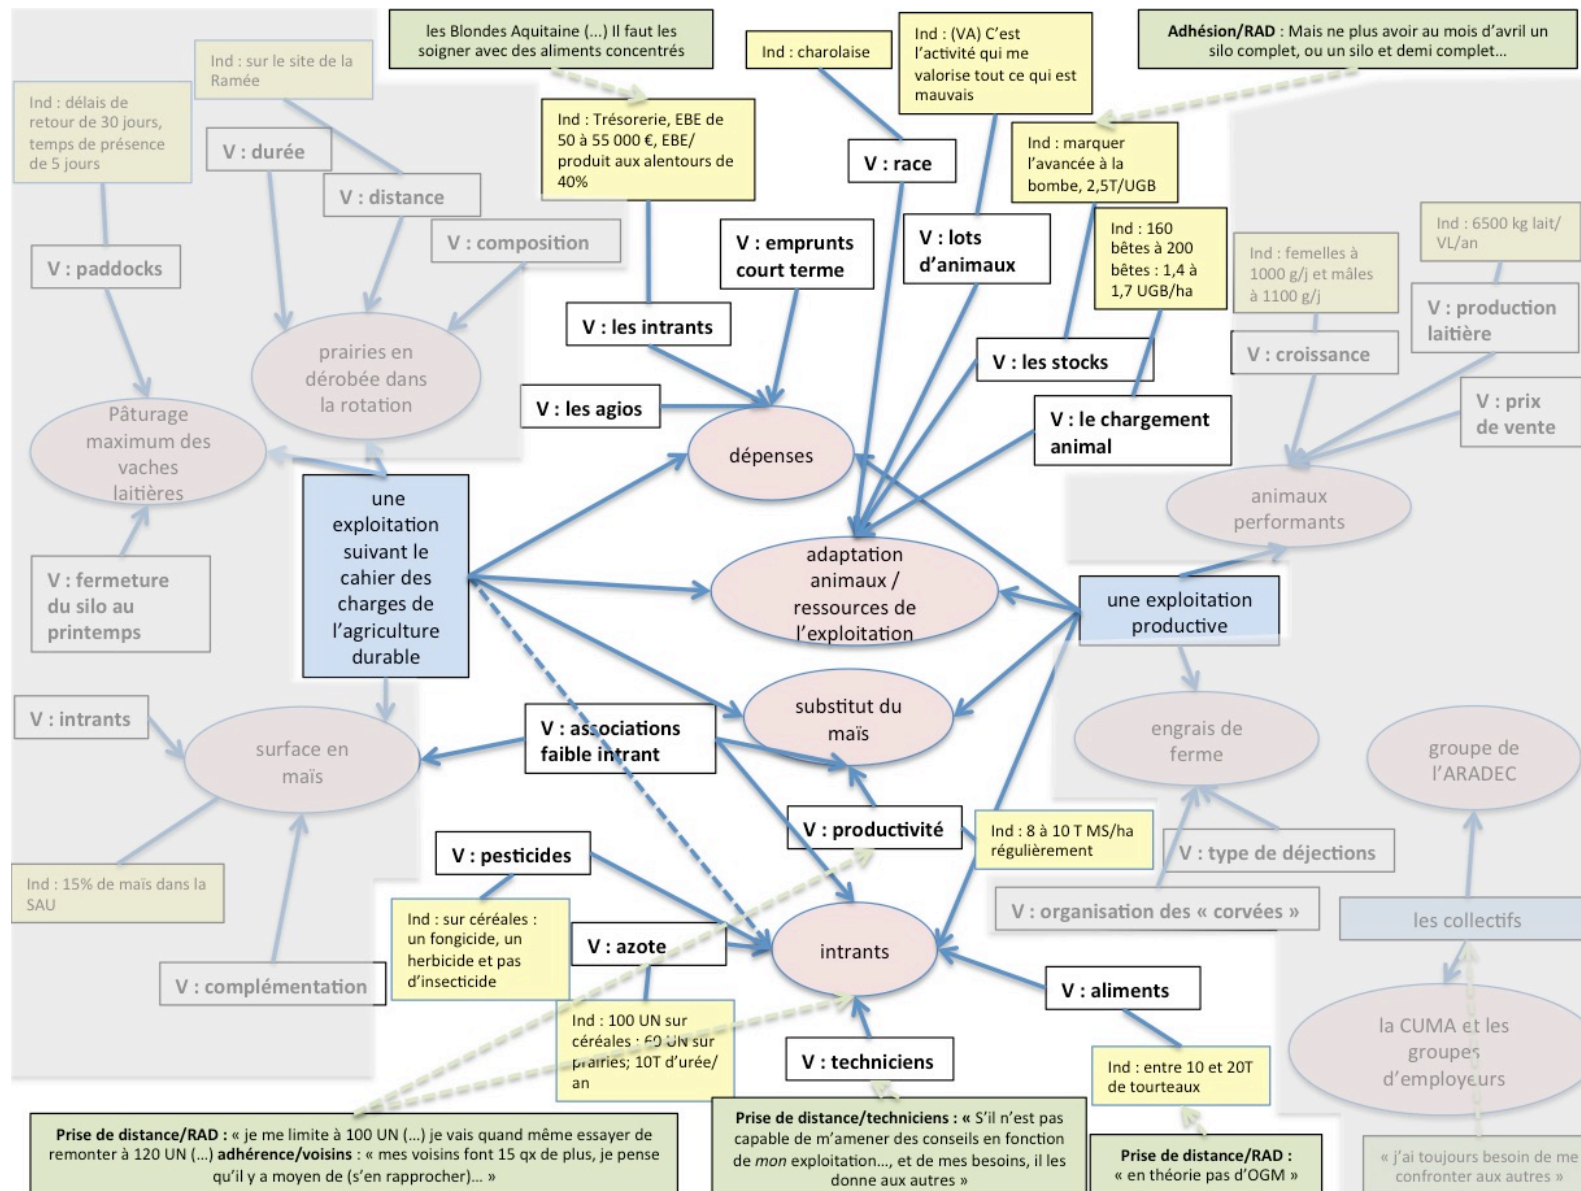 les Blondes Aquitaine (...) Il faut les
soigner avec des aliments concentrés
Ind : charolaise
Ind : (VA) C’est
l’activité qui me
valorise tout ce qui est
mauvais
Adhésion/RAD : Mais ne plus avoir au mois d’avril un
silo complet, ou un silo et demi complet…
Ind : sur le site de la
Ramée
Ind : délais de
retour de 30 jours,
temps de présence
de 5 jours
V : durée
Ind : Trésorerie, EBE de
50 à 55 000 €, EBE/
produit aux alentours de
40%
V : race
Ind : marquer
l’avancée à la
bombe, 2,5T/UGB
V : distance
V : composition
V : paddocks
V : emprunts
court terme
V : lots
d’animaux
Ind : 160
bêtes à 200
bêtes : 1,4 à
1,7 UGB/ha
Ind : femelles à
1000 g/j et mâles
à 1100 g/j
Ind : 6500 kg lait/
VL/an
V : production
laitière
V : les intrants
V : les stocks
V : croissance
prairies en
dérobée dans
la rotation
V : les agios
V : le chargement
animal
V : prix
de vente
Pâturage
maximum des
vaches
laitières
dépenses
animaux
performants
une
exploitation
suivant le
cahier des
charges de
l’agriculture
durable
adaptation
animaux /
ressources de
l’exploitation
une exploitation
productive
V : fermeture
du silo au
printemps
V : intrants
V : associations
faible intrant
substitut du
maïs
engrais de
ferme
groupe de
l’ARADEC
surface en
maïs
V : productivité
Ind : 8 à 10 T MS/ha
régulièrement
V : type de déjections
V : pesticides
Ind : 15% de maïs dans la
SAU
Ind : sur céréales :
un fongicide, un
herbicide et pas
d’insecticide
V : azote
intrants
V : organisation des « corvées »
les collectifs
V : complémentation
V : aliments
Ind : 100 UN sur
céréales : 60 UN sur
prairies; 10T d’urée/
an
V : techniciens
Ind : entre 10 et 20T
de tourteaux
la CUMA et les
groupes
d’employeurs
Prise de distance/RAD : « je me limite à 100 UN (…) je vais quand même essayer de
remonter à 120 UN (…) adhérence/voisins : « mes voisins font 15 qx de plus, je pense
qu’il y a moyen de (s’en rapprocher)… »
Prise de distance/techniciens : « S’il n’est pas
capable de m’amener des conseils en fonction
de mon exploitation…, et de mes besoins, il les
donne aux autres »
Prise de distance/RAD :
« en théorie pas d’OGM »
« j’ai toujours besoin de me
confronter aux autres »